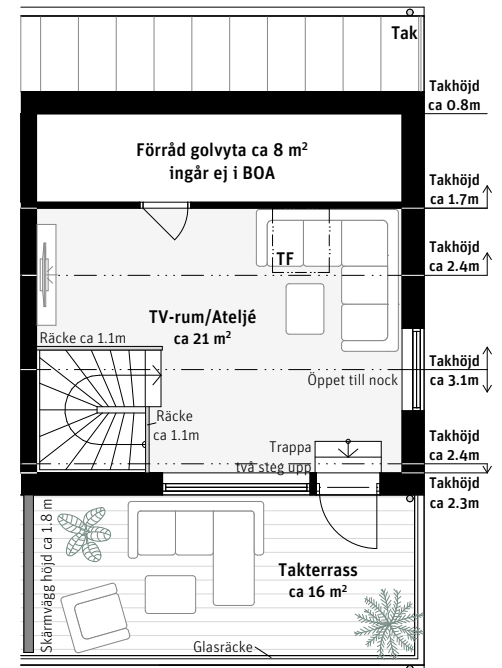 Tak
Takhöjd
ca 0.8m
Förråd golvyta ca 8 m²
ingår ej i BOA
Takhöjd
ca 1.7m
TF
Takhöjd
ca 2.4m
TV-rum/Ateljé
ca 21 m²
Räcke ca 1.1m
Takhöjd
ca 3.1m
Öppet till nock
Räcke
ca 1.1m
Trappa
två steg upp
Takhöjd
ca 2.4m
Takhöjd
ca 2.3m
Skärmvägg höjd ca 1.8 m
Takterrass
ca 16 m²
Glasräcke